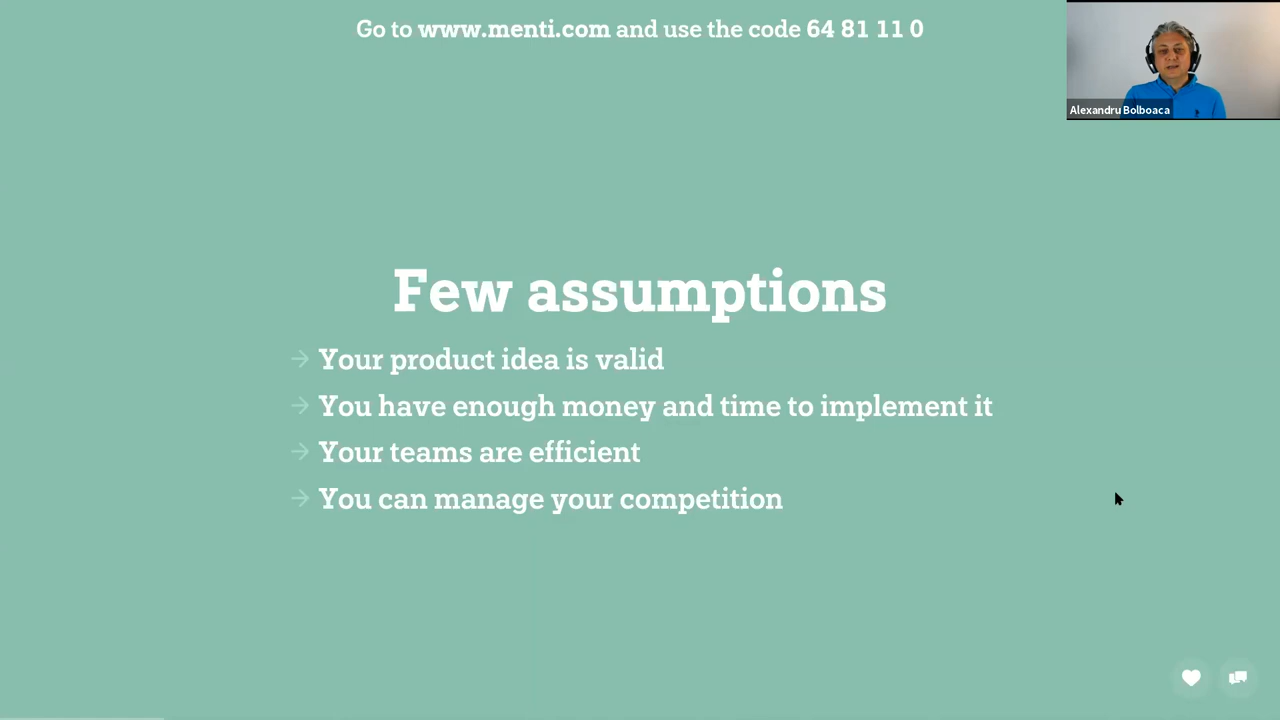 Go to www.menti.com and use the code 64 81 11 0
Alexandru Bolboaca
Few assumptions
→ Your product idea is valid
→ You have enough money and time to implement it
→ Your teams are efficient
→ You can manage your competition